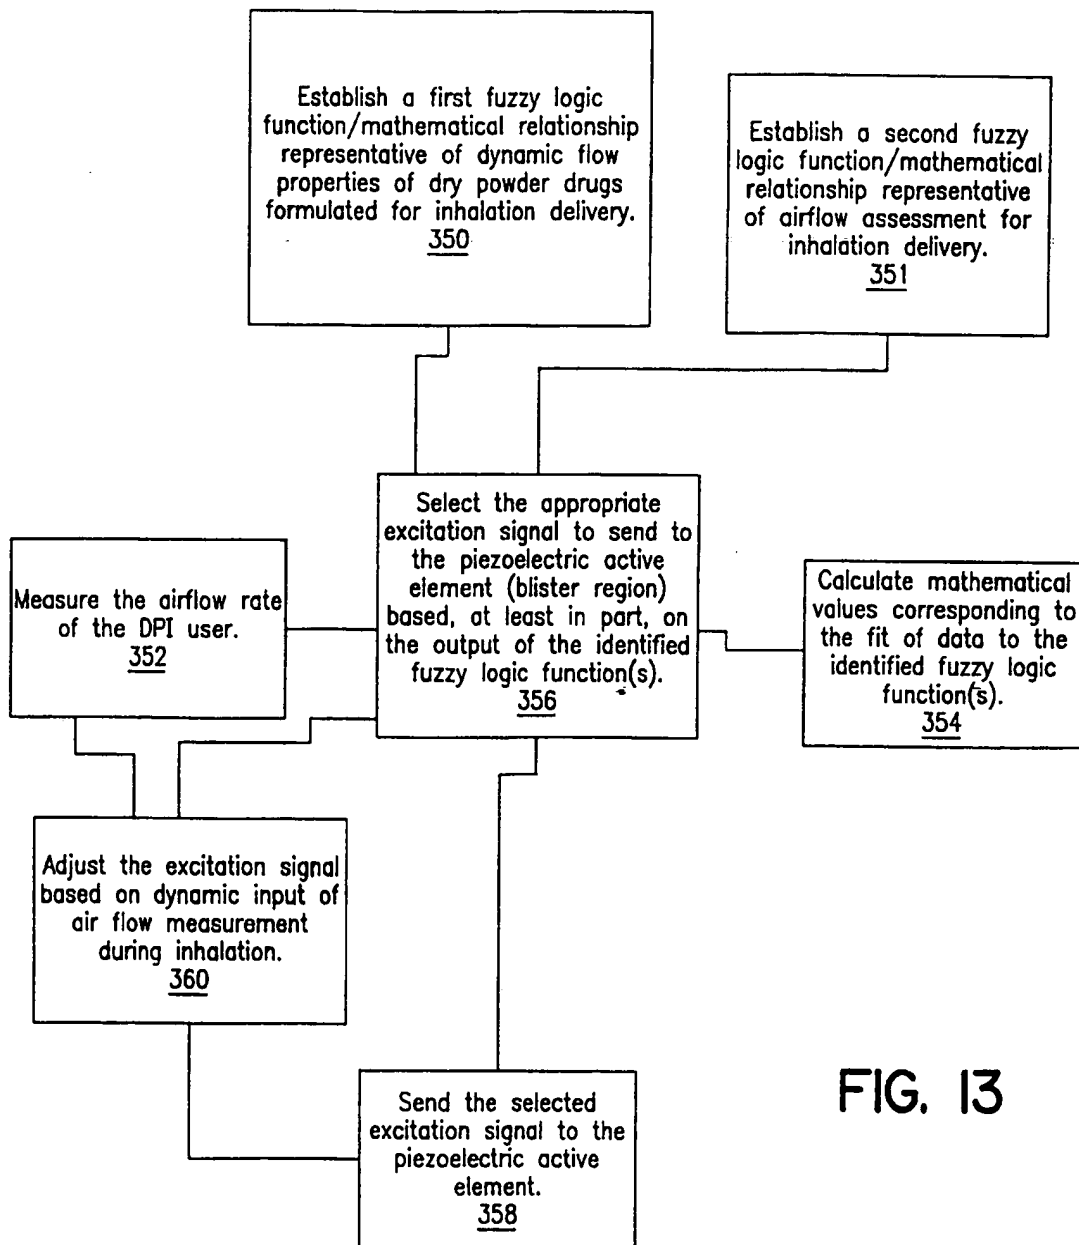 Establish a first fuzzy logic
function/mathematical relationship
representative of dynamic flow
properties of dry powder drugs
formulated for inhalation delivery.
350
Establish a second fuzzy
logic function/mathematical
relationship representative
of airflow assessment for
inhalation delivery.
351
Select the appropriate
excitation signal to send to
the piezoelectric active
element (blister region)
based, at least in part, on
the output of the identified
fuzzy logic function(s).
356
Measure the airflow rate
of the DPI user.
352
Calculate mathematical
values corresponding to
the fit of data to the
identified fuzzy logic
function(s).
354
Adjust the excitation signal
based on dynamic input of
air flow measurement
during inhalation.
360
Send the selected
excitation signal to the
piezoelectric active
element.
358
FIG. 13